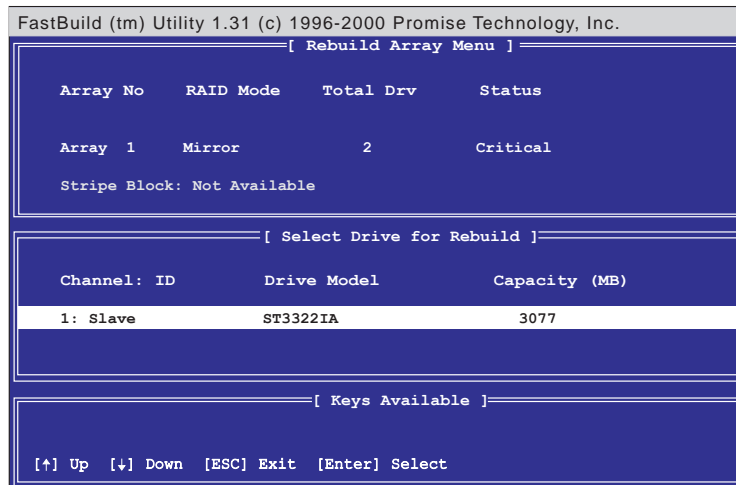 FastBuild (tm) Utility 1.31 (c) 1996-2000 Promise Technology, Inc.
[ Rebuild Array Menu ]
Array No RAID Mode Total Drv Status
Array 1 Mirror 2 Critical
Stripe Block: Not Available
[ Select Drive for Rebuild ]
Channel: ID Drive Model Capacity (MB)
1: Slave ST3322IA 3077
[ Keys Available ]
[↑] Up [↓] Down [ESC] Exit [Enter] Select